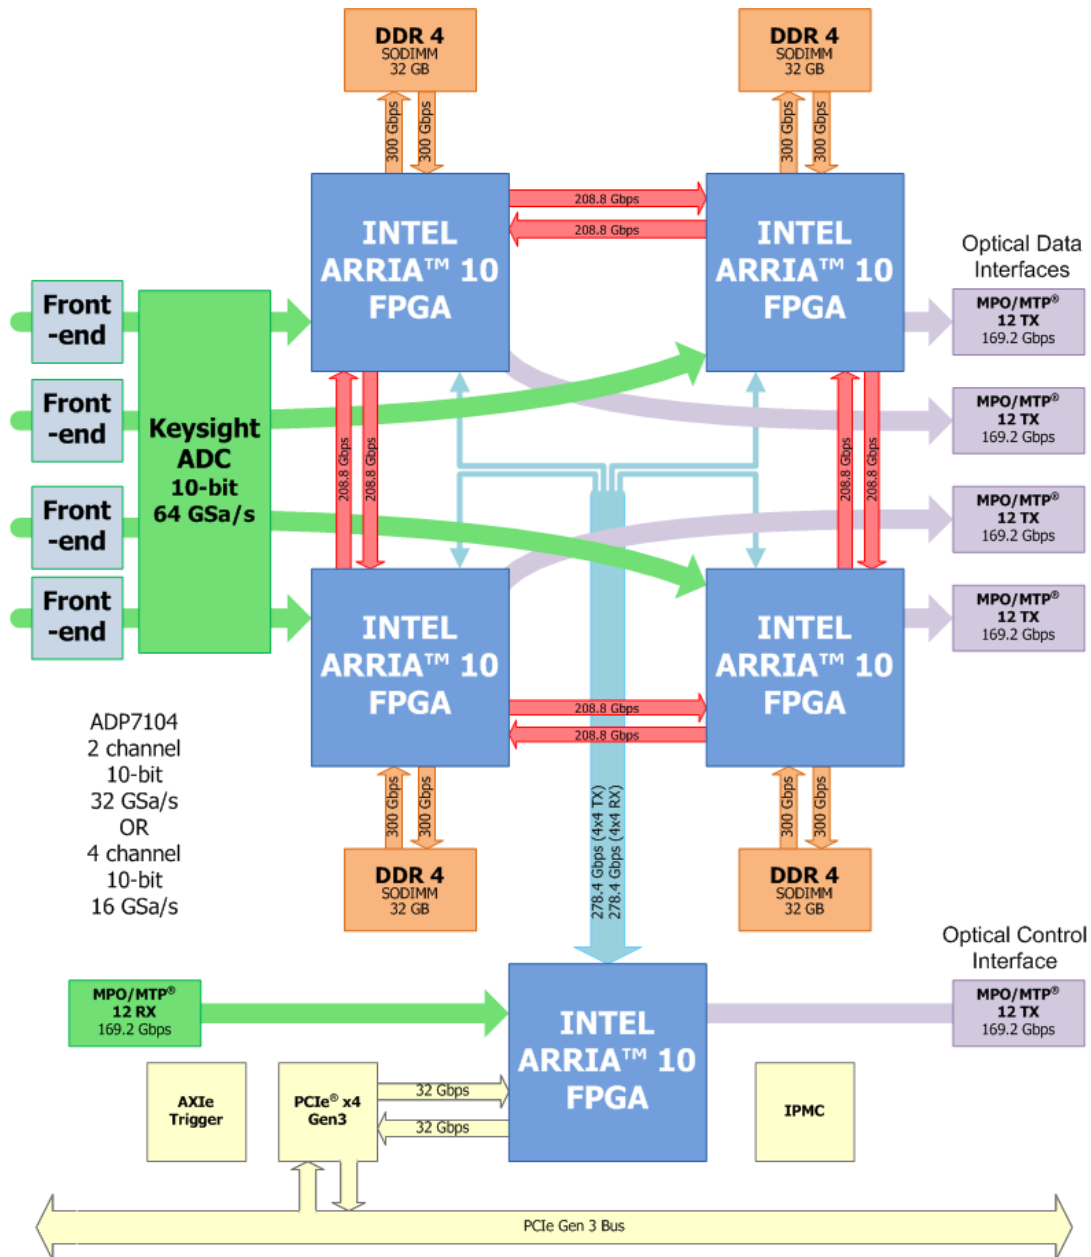 DDR 4
SODIMM
32 GB
DDR 4
SODIMM
32 GB
300 Gbps
300 Gbps
300 Gbps
300 Gbps
INTEL
ARRIA™ 10
FPGA
208.8 Gbps
208.8 Gbps
INTEL
ARRIA™ 10
FPGA
Optical Data
Interfaces
Front
-end
Front
-end
Front
-end
Front
-end
Keysight
ADC
10-bit
64 GSa/s
MPO/MTP®
12 TX
169.2 Gbps
MPO/MTP®
12 TX
169.2 Gbps
MPO/MTP®
12 TX
169.2 Gbps
MPO/MTP®
12 TX
169.2 Gbps
208.8 Gbps
208.8 Gbps
208.8 Gbps
208.8 Gbps
INTEL
ARRIA™ 10
FPGA
208.8 Gbps
208.8 Gbps
INTEL
ARRIA™ 10
FPGA
ADP7104
2 channel
10-bit
32 GSa/s
OR
4 channel
10-bit
16 GSa/s
300 Gbps
300 Gbps
300 Gbps
300 Gbps
DDR 4
SODIMM
32 GB
DDR 4
SODIMM
32 GB
278.4 Gbps (4x4 TX)
278.4 Gbps (4x4 RX)
Optical Control
Interface
MPO/MTP®
12 RX
169.2 Gbps
INTEL
ARRIA™ 10
FPGA
MPO/MTP®
12 TX
169.2 Gbps
AXIe
Trigger
PCIe® x4
Gen3
32 Gbps
32 Gbps
IPMC
PCIe Gen 3 Bus